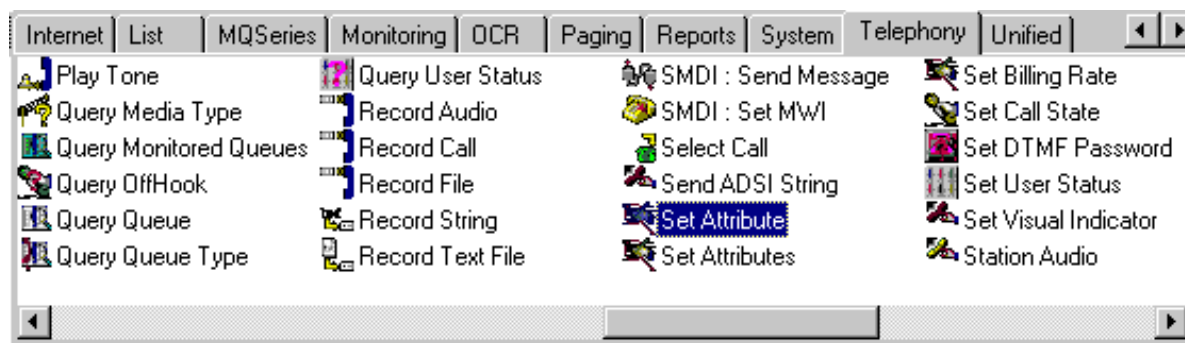 Internet List MQSeries Monitoring OCR Paging Reports System Telephony Unified
Play Tone
Query Media Type
Query Monitored Queues
Query OffHook
Query Queue
Query Queue Type
Query User Status
Record Audio
Record Call
Record File
Record String
Record Text File
SMDI : Send Message
SMDI : Set MWI
Select Call
Send ADSI String
Set Attribute
Set Attributes
Set Billing Rate
Set Call State
Set DTMF Password
Set User Status
Set Visual Indicator
Station Audio